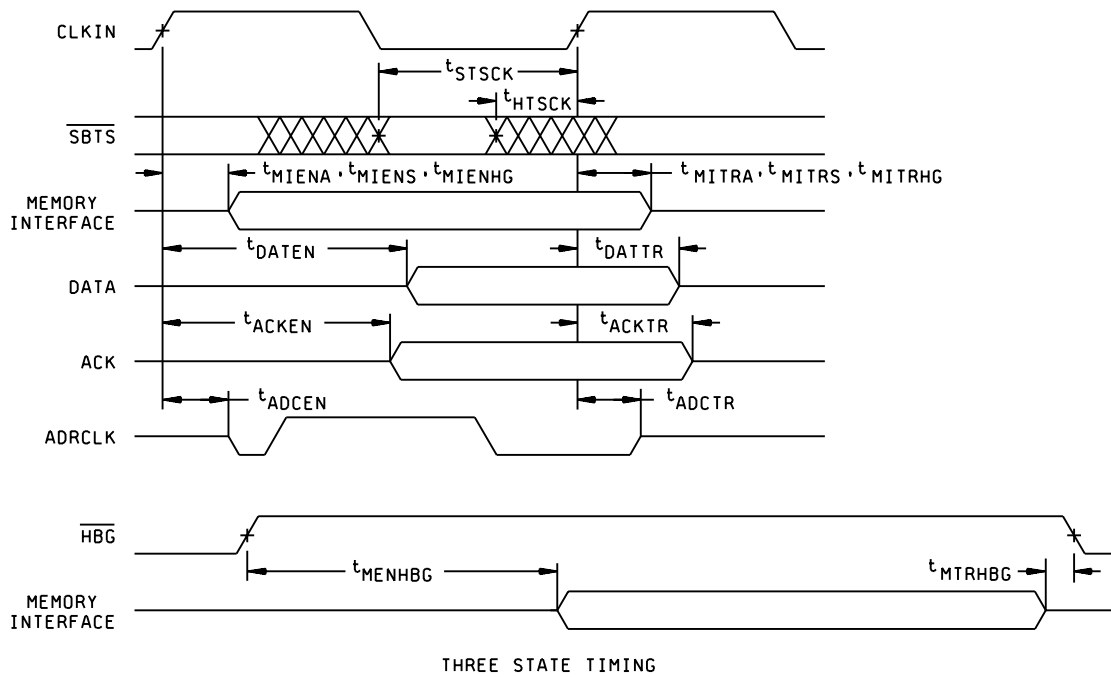 CLKIN
tSTSCK
tHTSCK
SBTS
tMIENA, tMIENS, tMIENHG
tMITRA, tMITRS, tMITRHG
MEMORY
INTERFACE
tDATEN
tDATTR
DATA
tACKEN
tACKTR
ACK
tADCEN
tADCTR
ADRCLK
HBG
tMENHBG
tMTRHBG
MEMORY
INTERFACE
THREE STATE TIMING